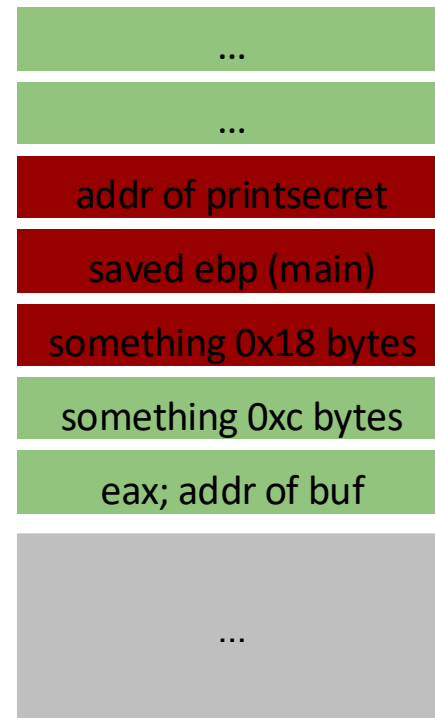 ...
...
addr of printsecret
saved ebp (main)
something 0x18 bytes
something 0xc bytes
eax; addr of buf
...